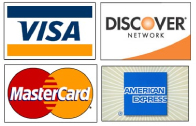 VISA
DISCOVER
NETWORK
MasterCard
AMERICAN
EXPRESS